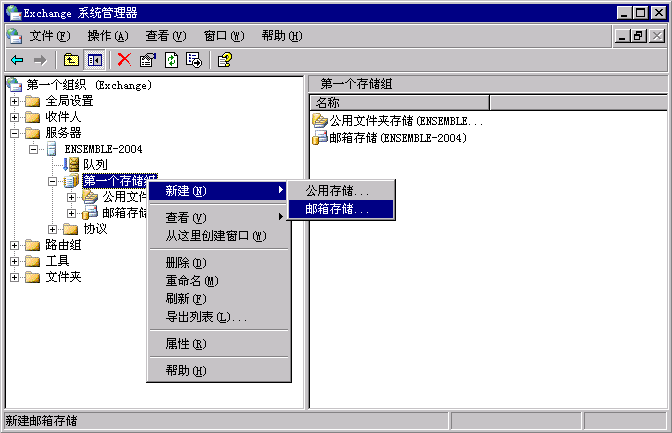 Exchange 系统管理器
文件(F) 操作(A) 查看(V) 窗口(W) 帮助(H)
第一个组织 (Exchange)
全局设置
收件人
服务器
ENSEMBLE-2004
队列
第一个存储组
公用文件
邮箱存储
协议
路由组
工具
文件夹
第一个存储组
名称
公用文件夹存储(ENSEMBLE...
邮箱存储(ENSEMBLE-2004)
新建(N)
查看(V)
从这里创建窗口(W)
删除(D)
重命名(M)
刷新(F)
导出列表(L)...
属性(R)
帮助(H)
公用存储...
邮箱存储...
新建邮箱存储